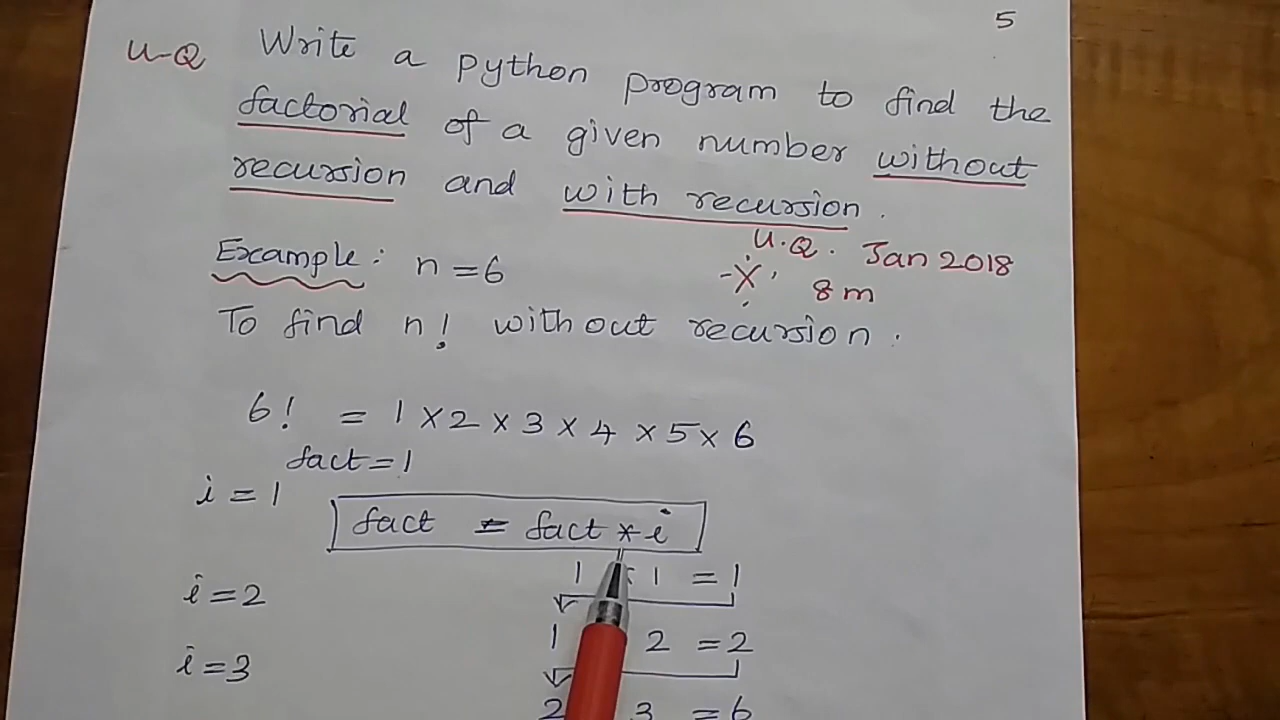 5
U-Q Write a python program to find the
factorial of a given number without
recursion and with recursion.
U.Q. Jan 2018
Example: n=6
8m
To find n! without recursion.
6! = 1 × 2 × 3 × 4 × 5 × 6
fact=1
i=1
fact = fact * i
1 1 = 1
i=2
1 2 = 2
i=3
2 3 = 6